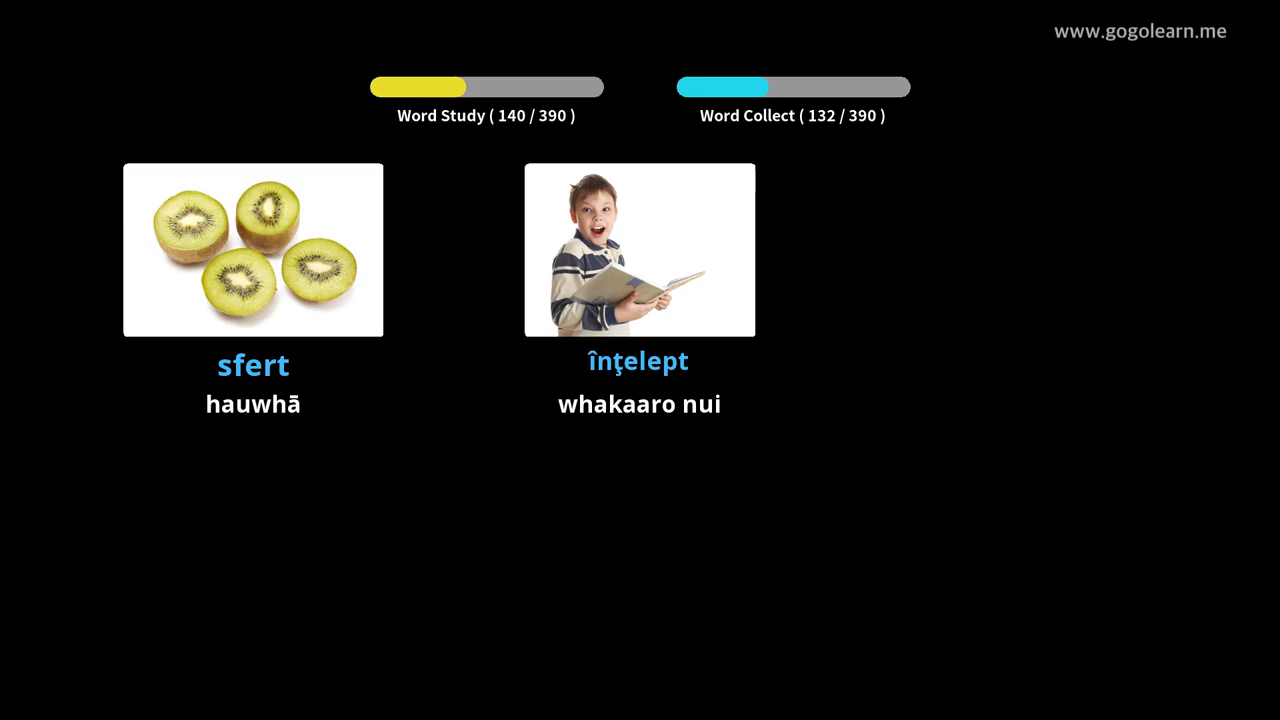 www.gogolearn.me
Word Study ( 140 / 390 )
Word Collect ( 132 / 390 )
sfert
hauwhā
înţelept
whakaaro nui